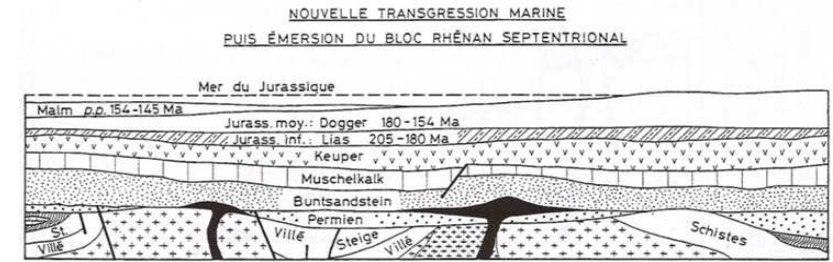 NOUVELLE TRANSGRESSION MARINE
PUIS ÉMERSION DU BLOC RHÉNAN SEPTENTRIONAL
Mer du Jurassique
Malm p.p. 154-145 Ma
Jurass. moy.: Dogger 180-154 Ma
Jurass. inf.: Lias 205-180 Ma
Keuper
Muschelkalk
Buntsandstein
Permien
St.
Villé
Villé
Steige
Villé
Schistes